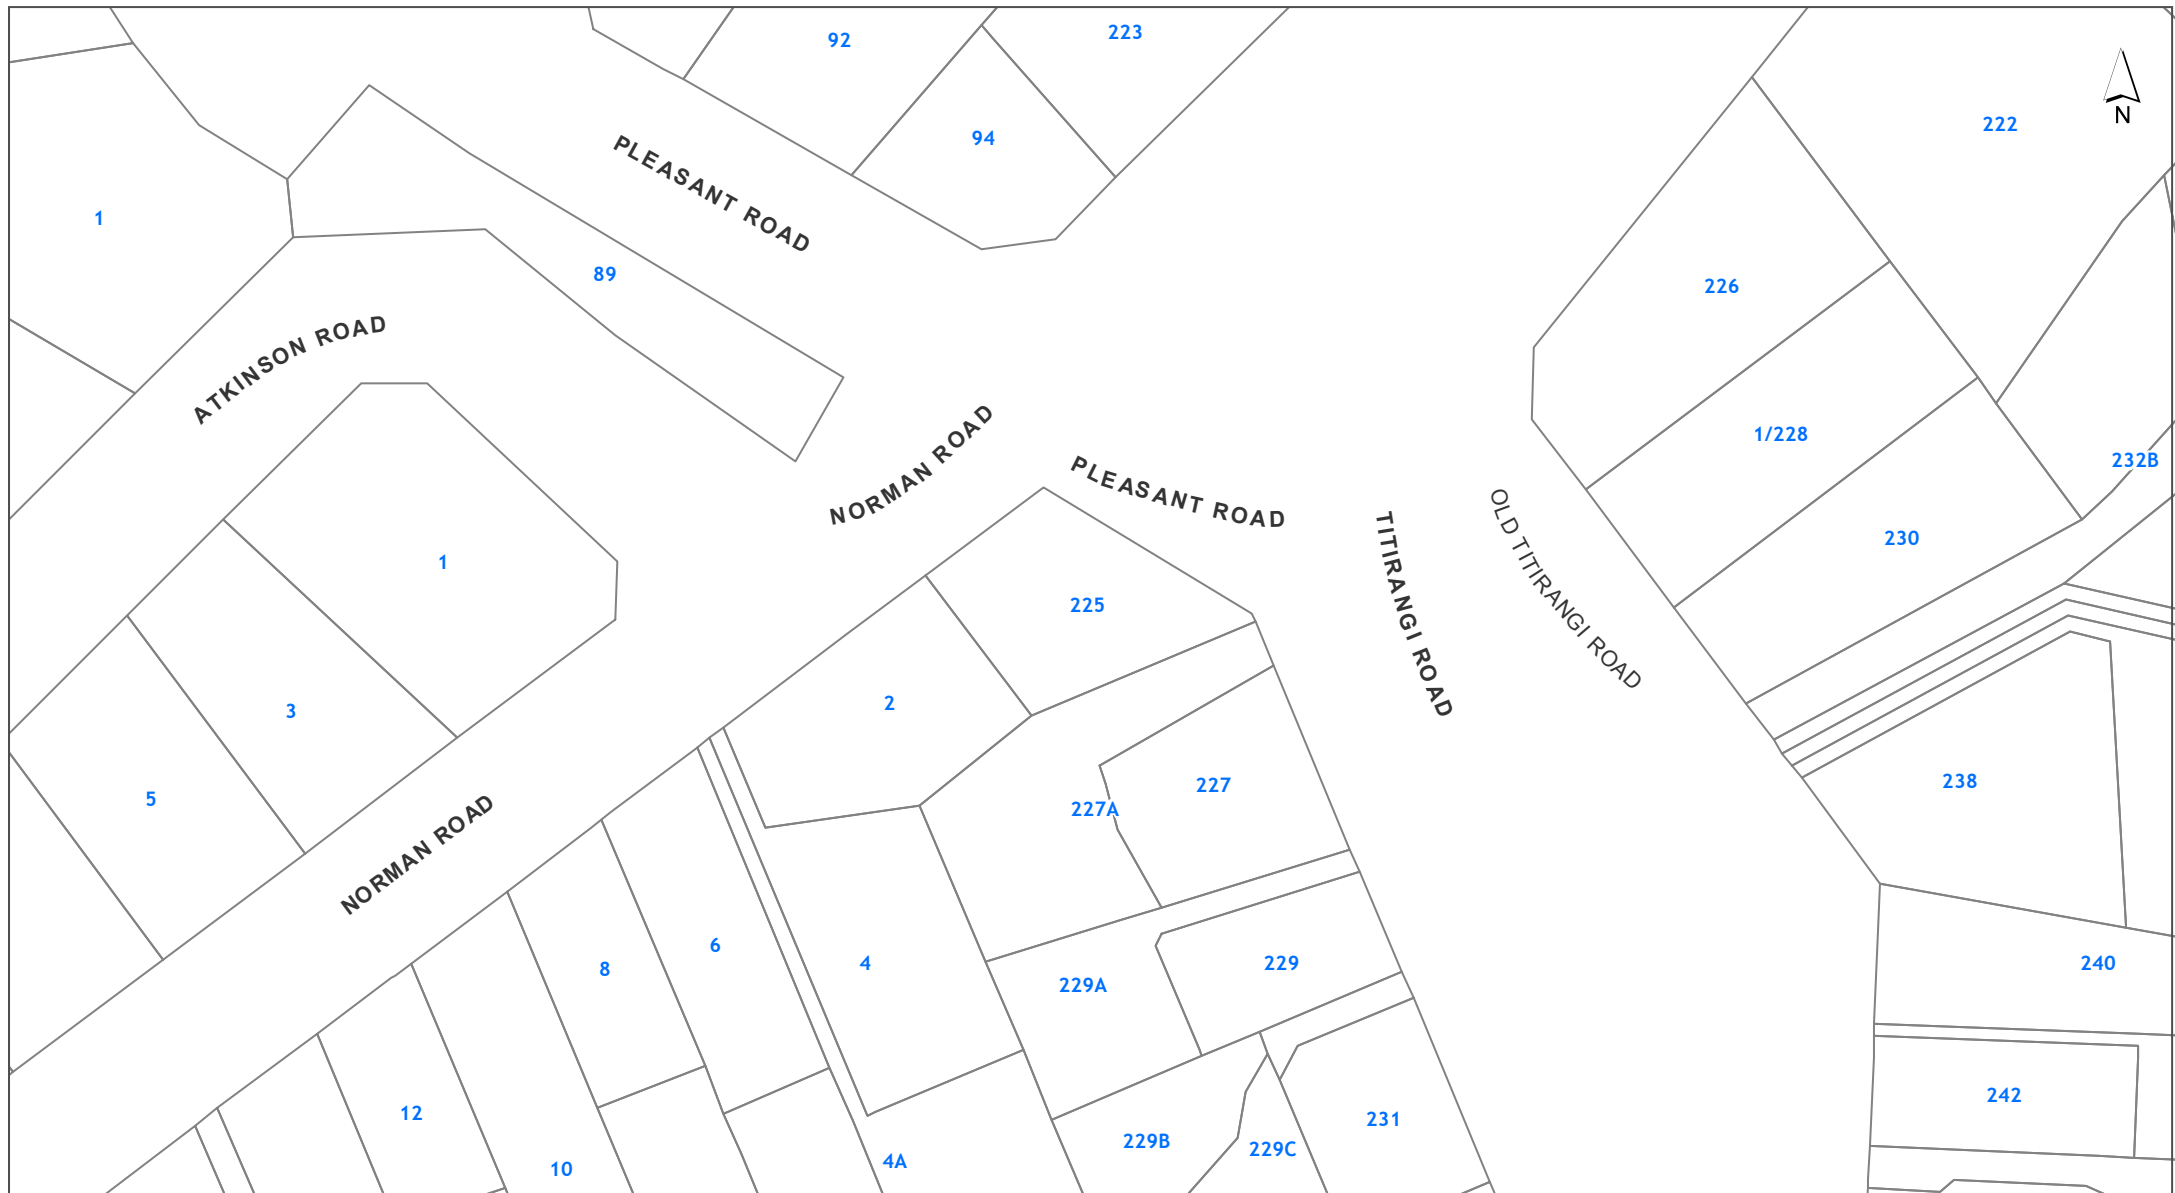 92
223
94
222
N
PLEASANT ROAD
1
89
226
ATKINSON ROAD
NORMAN ROAD
1/228
232B
PLEASANT ROAD
TITIRANGI ROAD
OLD TITIRANGI ROAD
230
1
225
2
3
5
227
227A
238
NORMAN ROAD
6
8
4
229A
229
240
12
10
4A
229B
229C
231
242